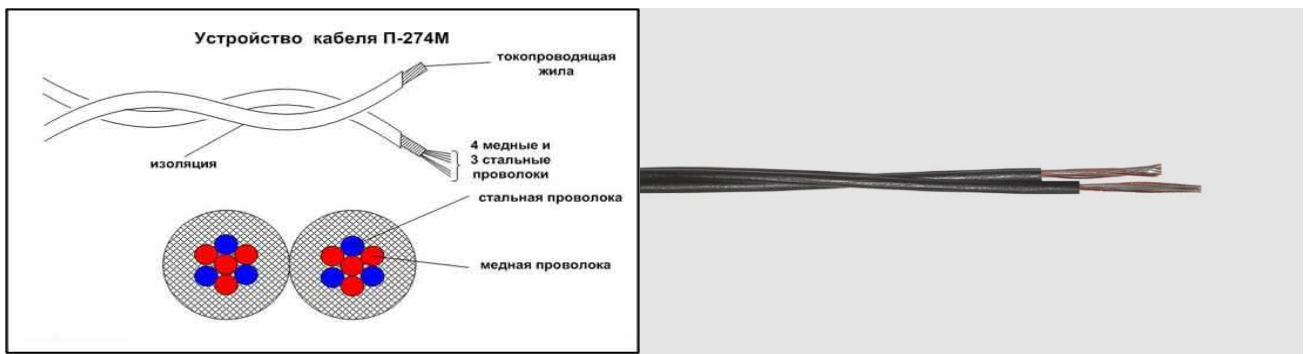 Устройство кабеля П-274М
токопроводящая
жила
изоляция
4 медные и
3 стальные
проволоки
стальная проволока
медная проволока